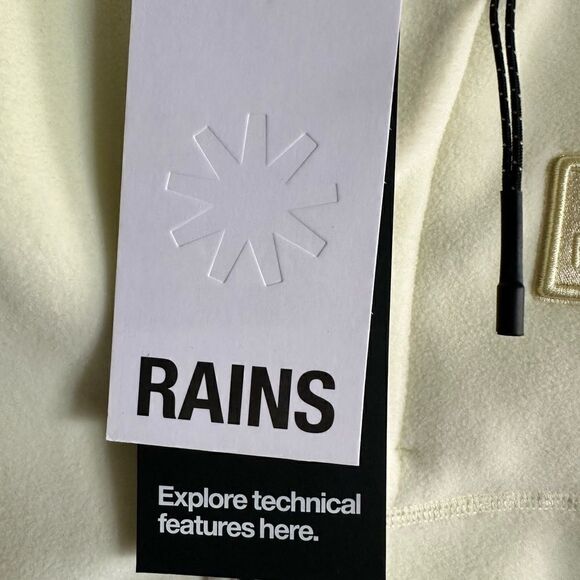 RAINS
Explore technical
features here.